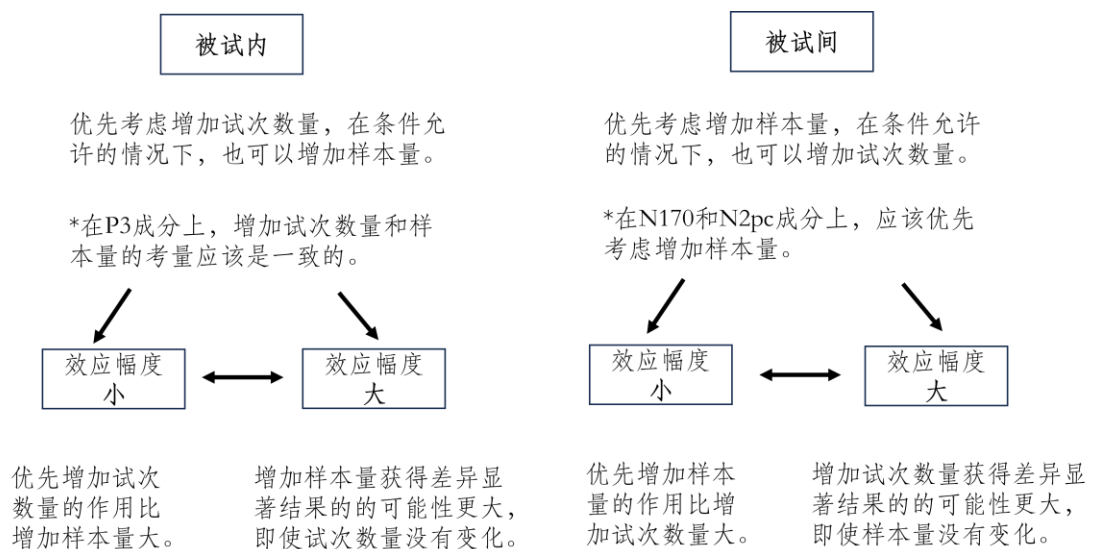 被试内
优先考虑增加试次数量，在条件允
许的情况下，也可以增加样本量。
*在P3成分上，增加试次数量和样
本量的考量应该是一致的。
效应幅度
小
效应幅度
大
优先增加试次
数量的作用比
增加样本量大。
增加样本量获得差异显
著结果的的可能性更大，
即使试次数量没有变化。
被试间
优先考虑增加样本量，在条件允许
的情况下，也可以增加试次数量。
*在N170和N2pc成分上，应该优先
考虑增加样本量。
效应幅度
小
效应幅度
大
优先增加样本
量的作用比增
加试次数量大。
增加试次数量获得差异显
著结果的的可能性更大，
即使样本量没有变化。